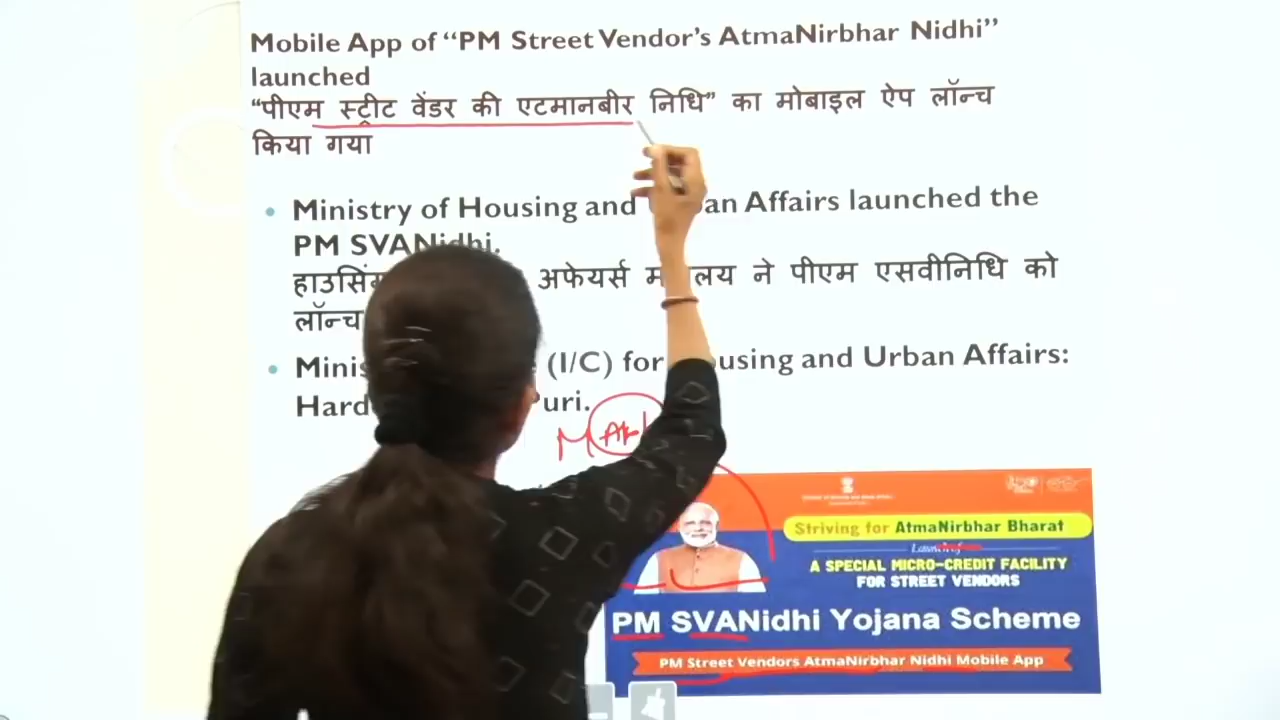 Mobile App of “PM Street Vendor’s AtmaNirbhar Nidhi”
launched
“पीएम स्ट्रीट वेंडर की एटमानबीर निधि” का मोबाइल ऐप लॉन्च
किया गया
Ministry of Housing and an Affairs launched the
PM SVANidhi.
हाउसिंग अफेयर्स ने पीएम एसवीनिधि को
लॉन्च
(I/C) for using and Urban Affairs:
Hard uri.
Striving for AtmaNirbhar Bharat
A SPECIAL MICRO-CREDIT FACILITY
FOR STREET VENDORS
PM SVANidhi Yojana Scheme
PM Street Vendors AtmaNirbhar Nidhi Mobile App